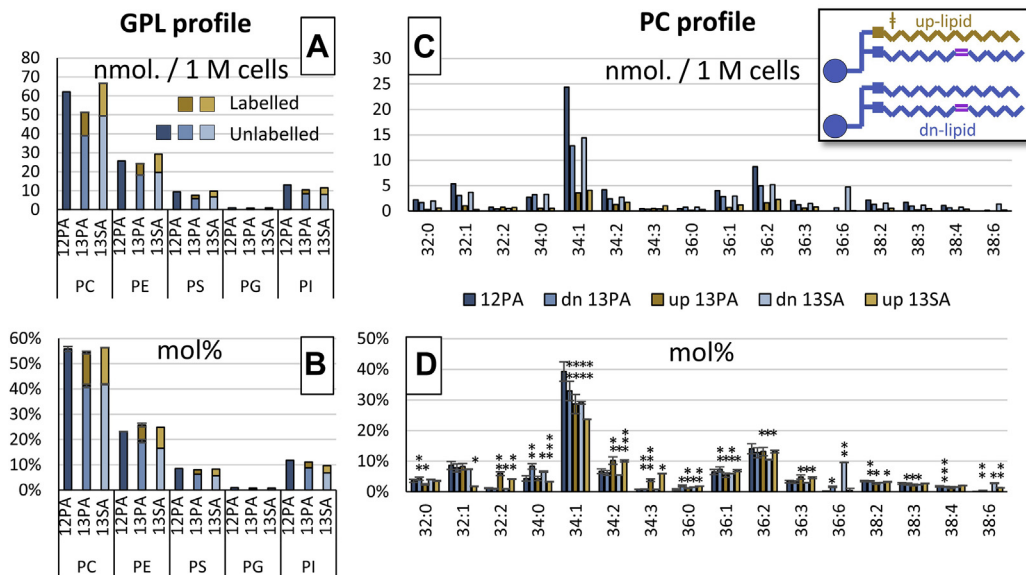 GPL profile
A
nmol. / 1 M cells
Labelled
Unlabelled
80
70
60
50
40
30
20
10
0
12PA 13PA 13SA 12PA 13PA 13SA 12PA 13PA 13SA 12PA 13PA 13SA 12PA 13PA 13SA
PC PE PS PG PI
B
mol%
60%
50%
40%
30%
20%
10%
0%
12PA 13PA 13SA 12PA 13PA 13SA 12PA 13PA 13SA 12PA 13PA 13SA 12PA 13PA 13SA
PC PE PS PG PI
C
PC profile
nmol. / 1 M cells
up-lipid
dn-lipid
30
25
20
15
10
5
0
32:0 32:1 32:2 34:0 34:1 34:2 34:3 36:0 36:1 36:2 36:3 36:6 38:2 38:3 38:4 38:6
12PA dn 13PA up 13PA dn 13SA up 13SA
D
mol%
50%
40%
30%
20%
10%
0%
32:0 32:1 32:2 34:0 34:1 34:2 34:3 36:0 36:1 36:2 36:3 36:6 38:2 38:3 38:4 38:6